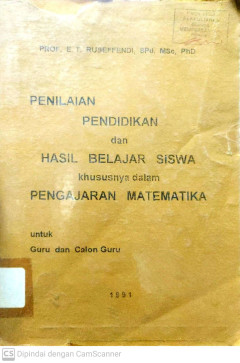 PROF. E. T. RUSEFFENDI, SPd, MSc, PhD
PENILAIAN
PENDIDIKAN
dan
HASIL BELAJAR SISWA
khususnya dalam
PENGAJARAN MATEMATIKA
untuk
Guru dan Calon Guru
1991
CS Dipindai dengan CamScanner